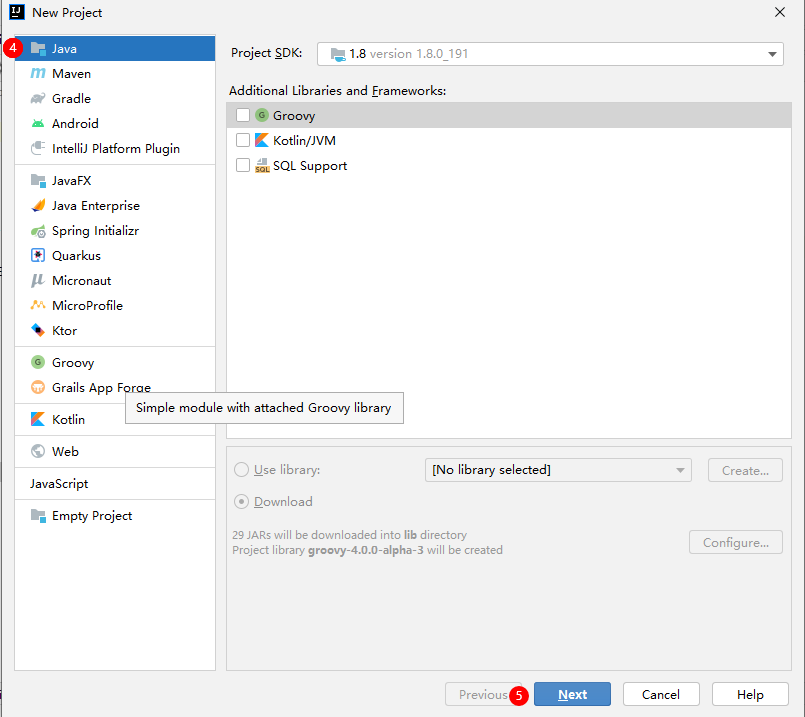 New Project
4
Java
Maven
Gradle
Android
IntelliJ Platform Plugin
JavaFX
Java Enterprise
Spring Initializr
Quarkus
Micronaut
MicroProfile
Ktor
Groovy
Grails App Forge
Kotlin
Web
JavaScript
Empty Project
Project SDK: 1.8 version 1.8.0_191
Additional Libraries and Frameworks:
Groovy
Kotlin/JVM
SQL Support
Simple module with attached Groovy library
Use library: [No library selected] Create...
Download
29 JARs will be downloaded into lib directory
Project library groovy-4.0.0-alpha-3 will be created
Configure...
Previous 5 Next Cancel Help